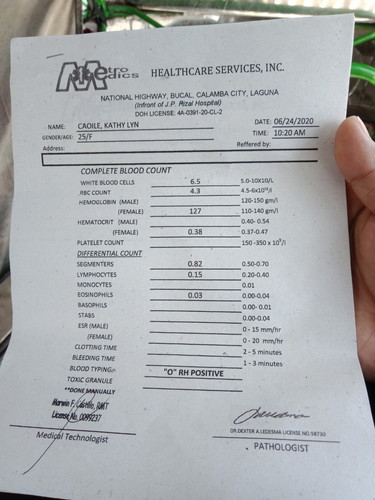 Metro Medics HEALTHCARE SERVICES, INC.
NATIONAL HIGHWAY, BUCAL, CALAMBA CITY, LAGUNA
(Infront of J.P. Rizal Hospital)
DOH LICENSE: 4A-0391-20-CL-2
NAME: CAOILE, KATHY LYN DATE: 06/24/2020
GENDER/AGE: 25/F TIME: 10:20 AM
Address: Reffered by:
COMPLETE BLOOD COUNT
WHITE BLOOD CELLS 6.5 5.0-10X10/L
RBC COUNT 4.3 4.5-6x10¹²/l
HEMOGLOBIN (MALE) 120-150 gm/l
(FEMALE) 127 110-140 gm/l
HEMATOCRIT (MALE) 0.40- 0.54
(FEMALE) 0.38 0.37-0.47
PLATELET COUNT 150 -350 x 10⁹/l
DIFFERENTIAL COUNT
SEGMENTERS 0.82 0.50-0.70
LYMPHOCYTES 0.15 0.20-0.40
MONOCYTES 0.01
EOSINOPHILS 0.03 0.00-0.04
BASOPHILS 0.00- 0.01
STABS 0.00-0.04
ESR (MALE) 0 - 15 mm/hr
(FEMALE) 0 - 20 mm/hr
CLOTTING TIME 2 - 5 minutes
BLEEDING TIME 1 - 3 minutes
BLOOD TYPING: "O" RH POSITIVE
TOXIC GRANULE
**DONE MANUALLY
Marwin F. Castillo, RMT
License No. 0099237
Medical Technologist
DR.DEXTER A.LEDESMA LICENSE NO.98730
PATHOLOGIST